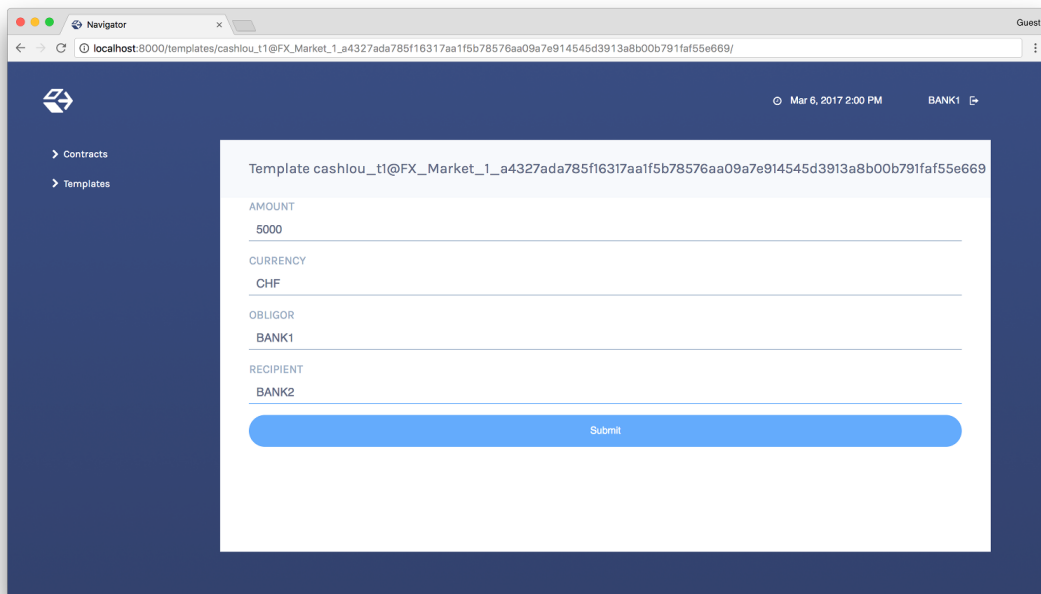 Navigator
Guest
localhost:8000/templates/cashIou_t1@FX_Market_1_a4327ada785f16317aa1f5b78576aa09a7e914545d3913a8b00b791faf55e669/
Mar 6, 2017 2:00 PM
BANK1
Contracts
Templates
Template cashIou_t1@FX_Market_1_a4327ada785f16317aa1f5b78576aa09a7e914545d3913a8b00b791faf55e669
AMOUNT
5000
CURRENCY
CHF
OBLIGOR
BANK1
RECIPIENT
BANK2
Submit